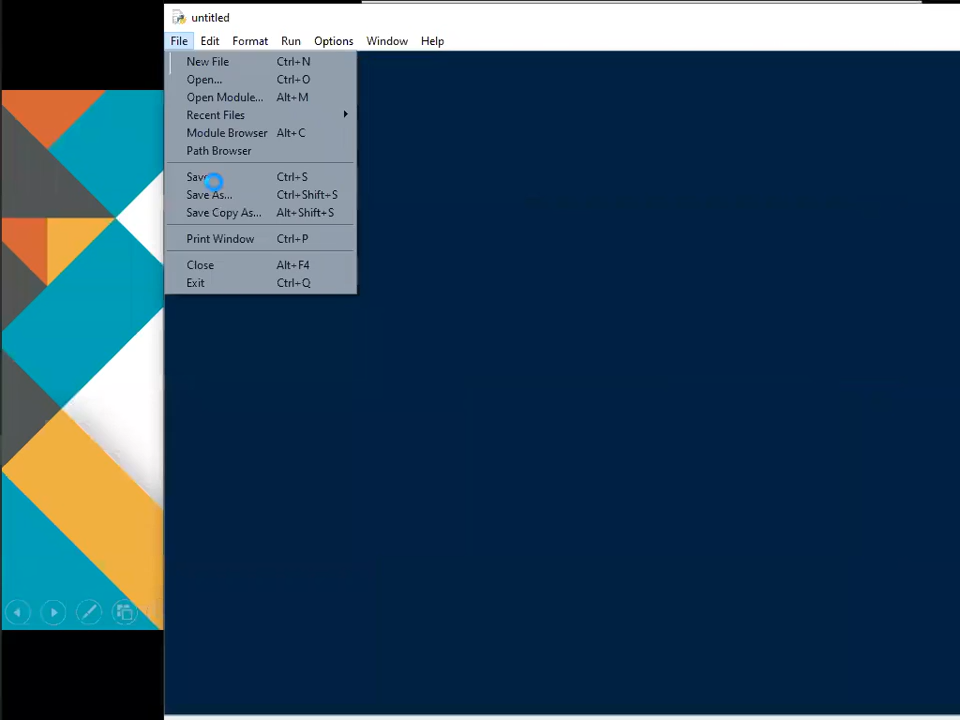 untitled
File Edit Format Run Options Window Help
New File Ctrl+N
Open... Ctrl+O
Open Module... Alt+M
Recent Files
Module Browser Alt+C
Path Browser
Save Ctrl+S
Save As... Ctrl+Shift+S
Save Copy As... Alt+Shift+S
Print Window Ctrl+P
Close Alt+F4
Exit Ctrl+Q